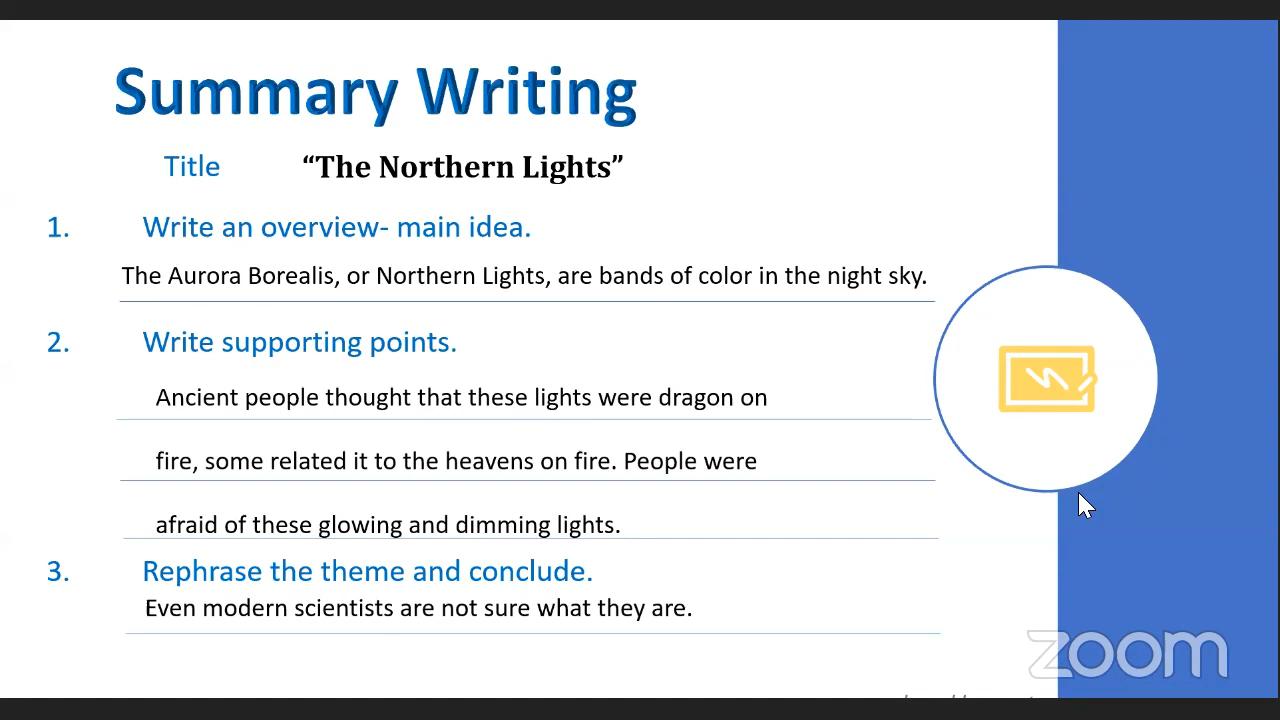 Summary Writing
Title “The Northern Lights”
1. Write an overview- main idea.
The Aurora Borealis, or Northern Lights, are bands of color in the night sky.
2. Write supporting points.
Ancient people thought that these lights were dragon on
fire, some related it to the heavens on fire. People were
afraid of these glowing and dimming lights.
3. Rephrase the theme and conclude.
Even modern scientists are not sure what they are.
zoom